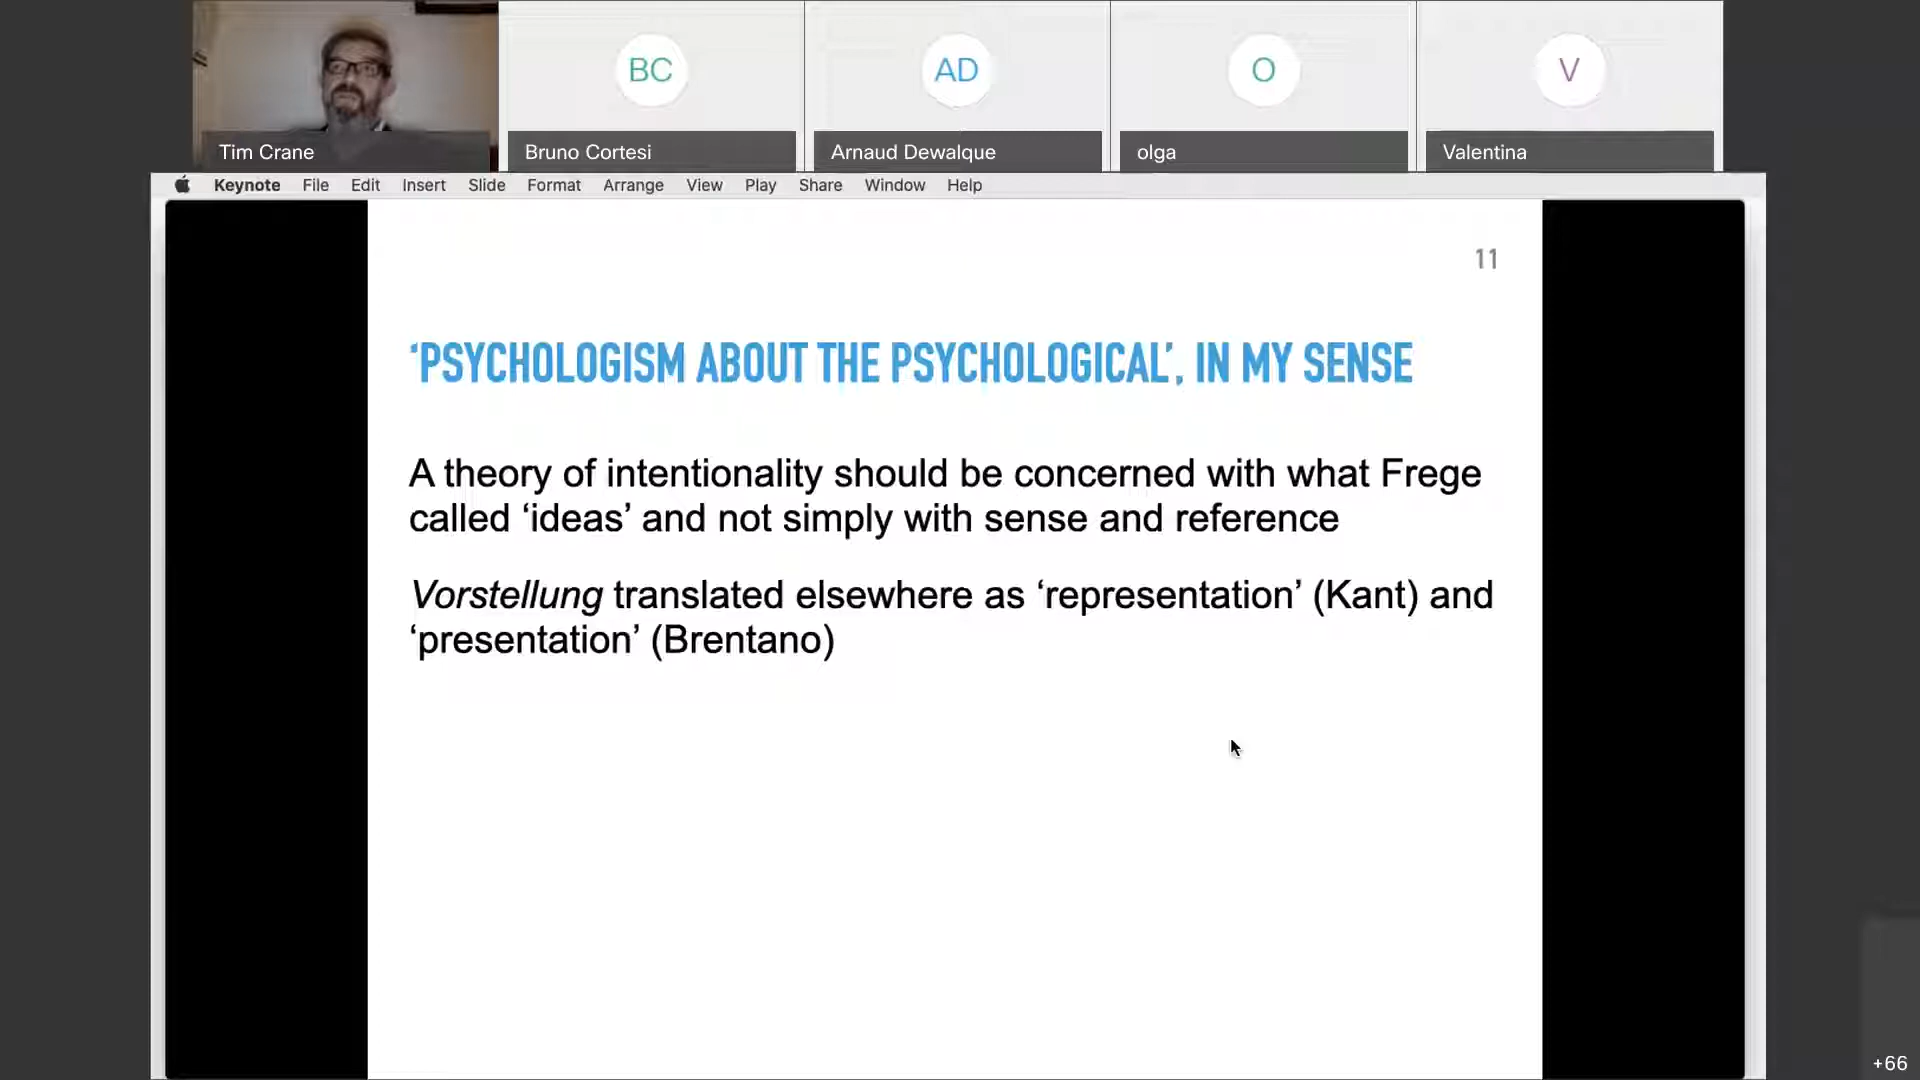 BC
AD
O
V
Tim Crane
Bruno Cortesi
Arnaud Dewalque
olga
Valentina
Keynote File Edit Insert Slide Format Arrange View Play Share Window Help
11
‘PSYCHOLOGISM ABOUT THE PSYCHOLOGICAL’, IN MY SENSE
A theory of intentionality should be concerned with what Frege
called ‘ideas’ and not simply with sense and reference
Vorstellung translated elsewhere as ‘representation’ (Kant) and
‘presentation’ (Brentano)
+66